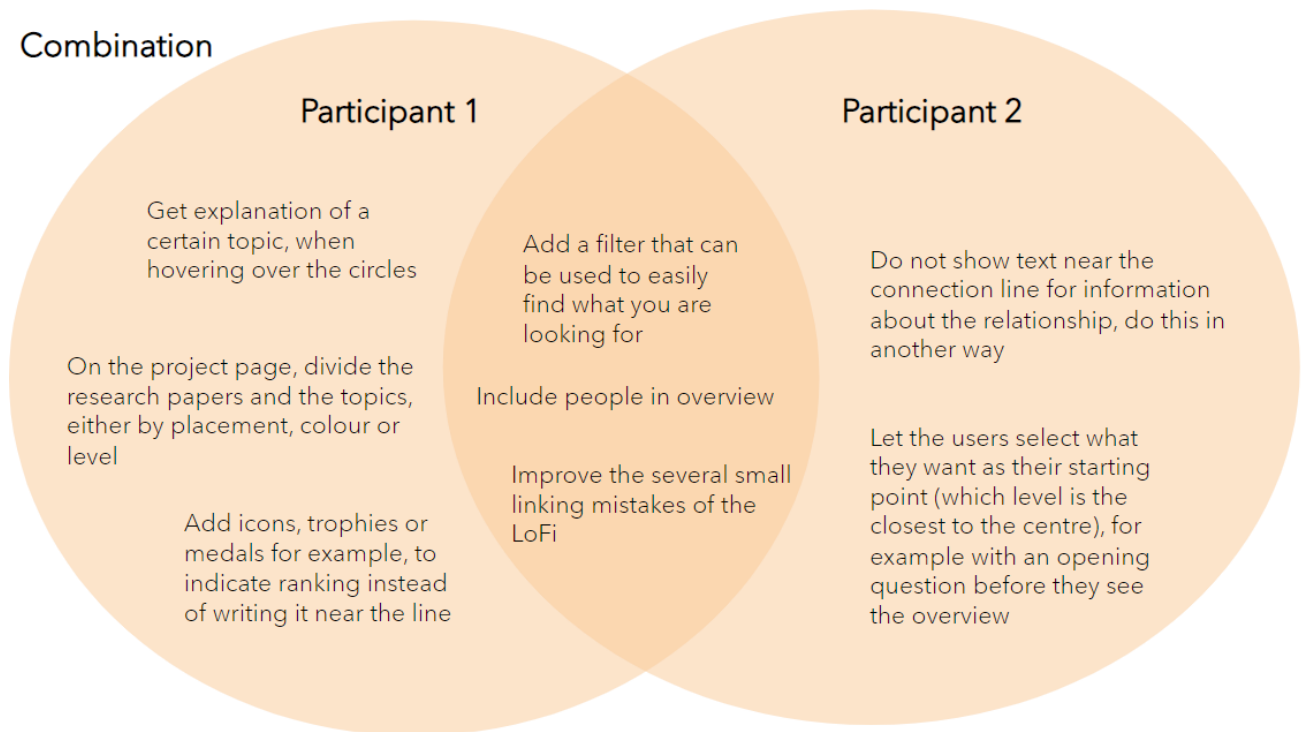 Combination
Participant 1
Participant 2
Get explanation of a
certain topic, when
hovering over the circles
On the project page, divide the
research papers and the topics,
either by placement, colour or
level
Add icons, trophies or
medals for example, to
indicate ranking instead
of writing it near the line
Add a filter that can
be used to easily
find what you are
looking for
Include people in overview
Improve the several small
linking mistakes of the
LoFi
Do not show text near the
connection line for information
about the relationship, do this in
another way
Let the users select what
they want as their starting
point (which level is the
closest to the centre), for
example with an opening
question before they see
the overview